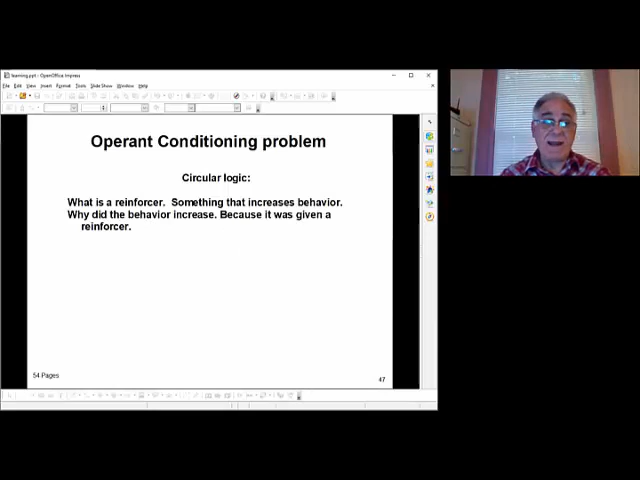 learning.ppt - OpenOffice Impress
File Edit View Insert Format Tools Slide Show Window Help
Operant Conditioning problem
Circular logic:
What is a reinforcer. Something that increases behavior.
Why did the behavior increase. Because it was given a
reinforcer.
54 Pages
47